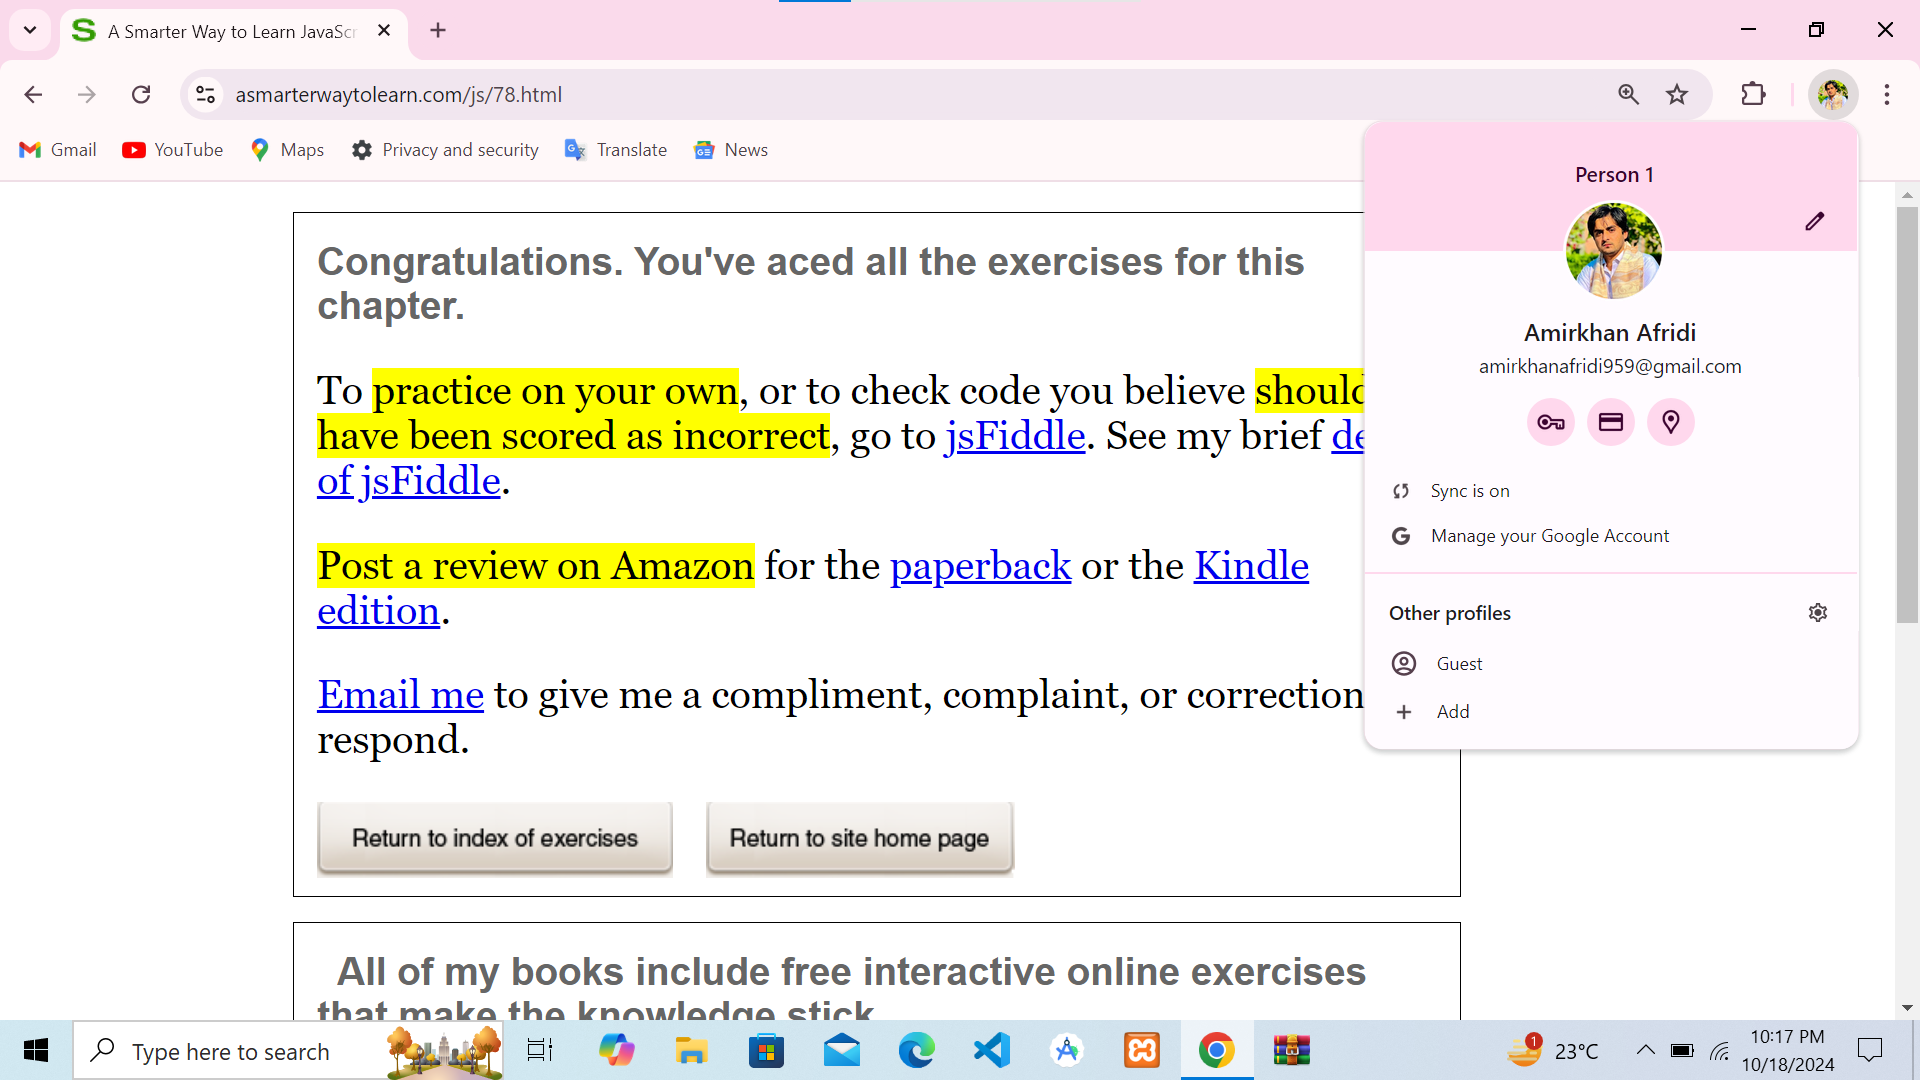 A Smarter Way to Learn JavaScr
asmarterwaytolearn.com/js/78.html
Gmail
YouTube
Maps
Privacy and security
Translate
News
Person 1
Amirkhan Afridi
amirkhanafridi959@gmail.com
Sync is on
Manage your Google Account
Other profiles
Guest
Add
Congratulations. You've aced all the exercises for this
chapter.
To practice on your own, or to check code you believe should
have been scored as incorrect, go to jsFiddle. See my brief de
of jsFiddle.
Post a review on Amazon for the paperback or the Kindle
edition.
Email me to give me a compliment, complaint, or correction
respond.
Return to index of exercises
Return to site home page
All of my books include free interactive online exercises
that make the knowledge stick
Type here to search
1
23°C
10:17 PM
10/18/2024